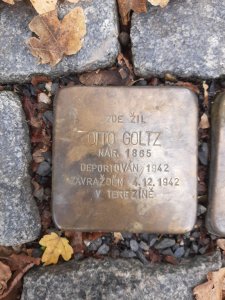 ZDE ŽIL
OTTO GOLTZ
NAR. 1885
DEPORTOVÁN 1942
ZAVRAŽDĚN 4.12.1942
V TEREZÍNĚ